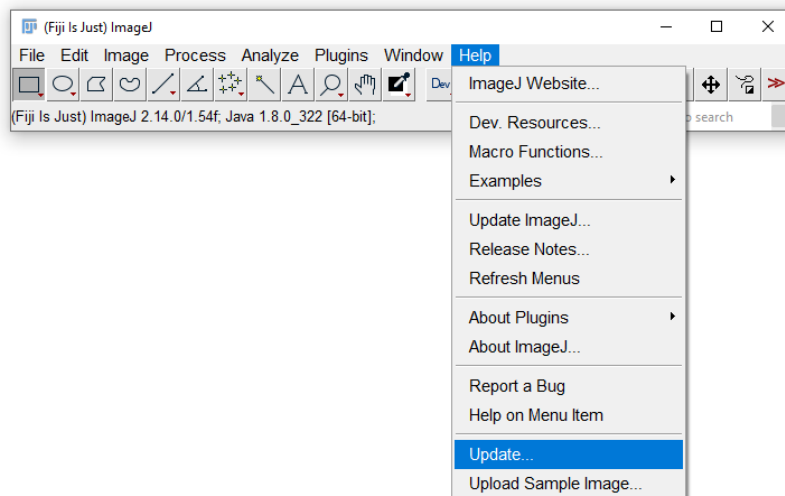 (Fiji Is Just) ImageJ
File Edit Image Process Analyze Plugins Window Help
A Dev
(Fiji Is Just) ImageJ 2.14.0/1.54f; Java 1.8.0_322 [64-bit]; search
ImageJ Website...
Dev. Resources...
Macro Functions...
Examples
Update ImageJ...
Release Notes...
Refresh Menus
About Plugins
About ImageJ...
Report a Bug
Help on Menu Item
Update...
Upload Sample Image...